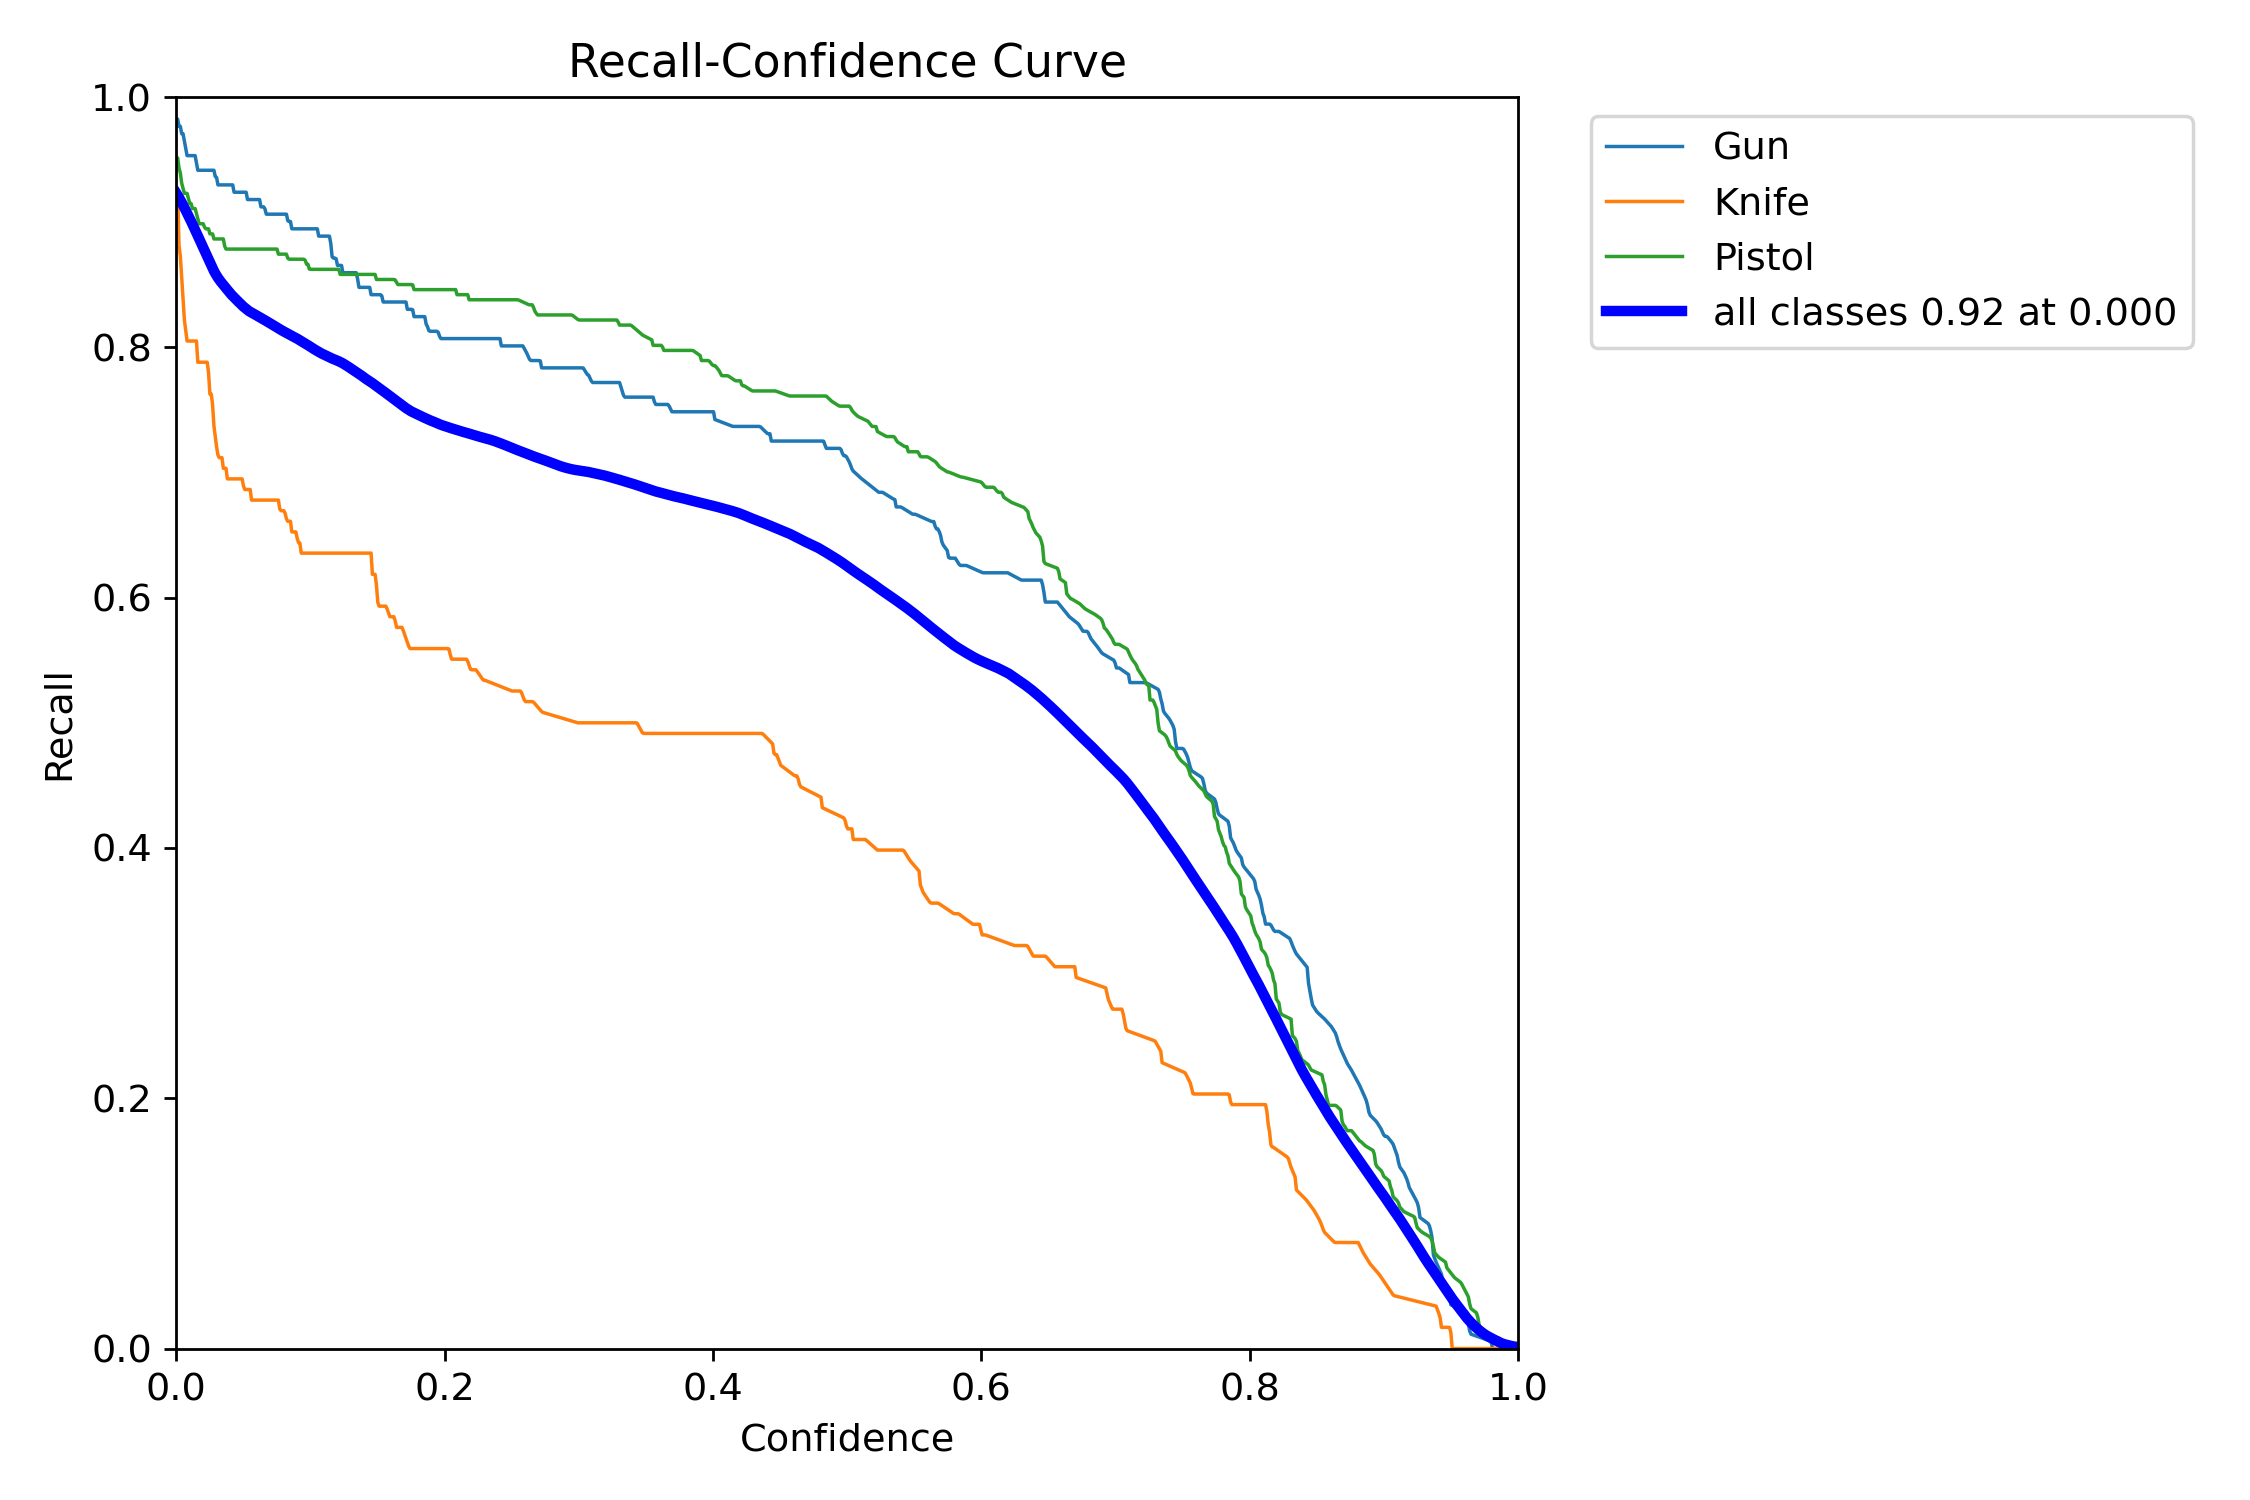 Recall-Confidence Curve
Gun
Knife
Pistol
all classes 0.92 at 0.000
1.0
0.8
0.6
0.4
0.2
0.0
Recall
0.0 0.2 0.4 0.6 0.8 1.0
Confidence